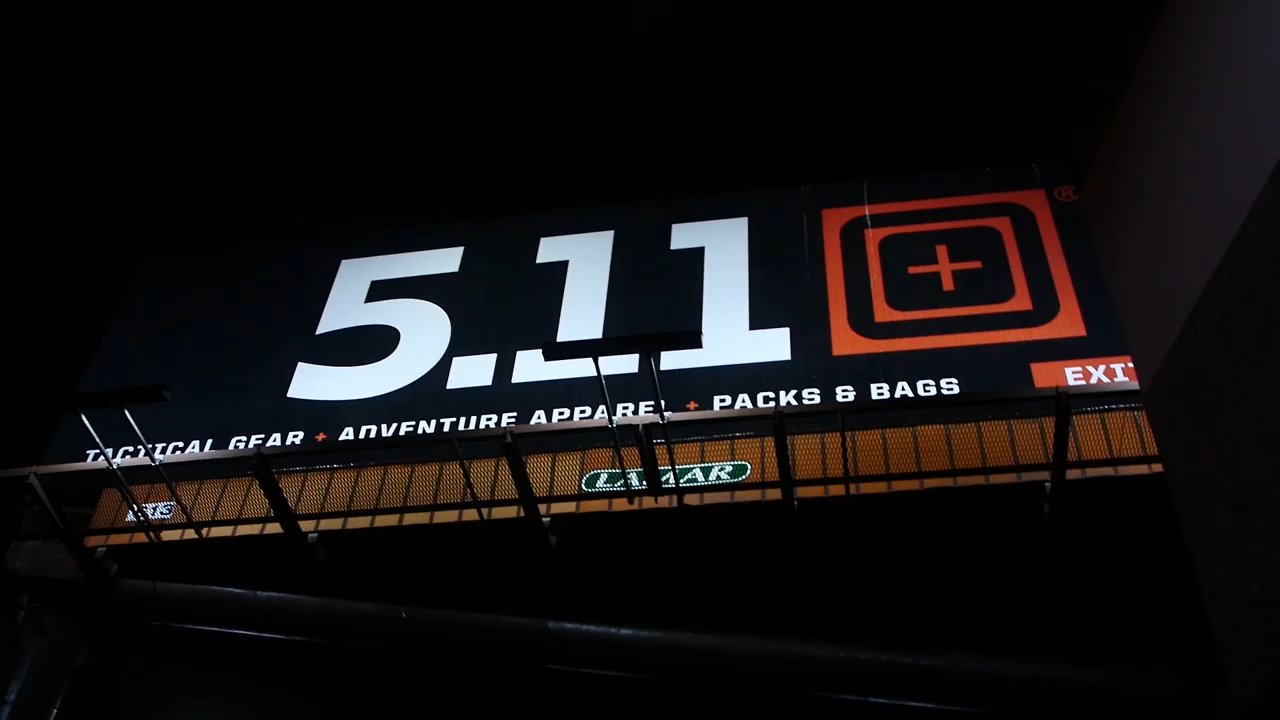 5.11 ®
EXIT
TACTICAL GEAR + ADVENTURE APPAREL + PACKS & BAGS
LAMAR